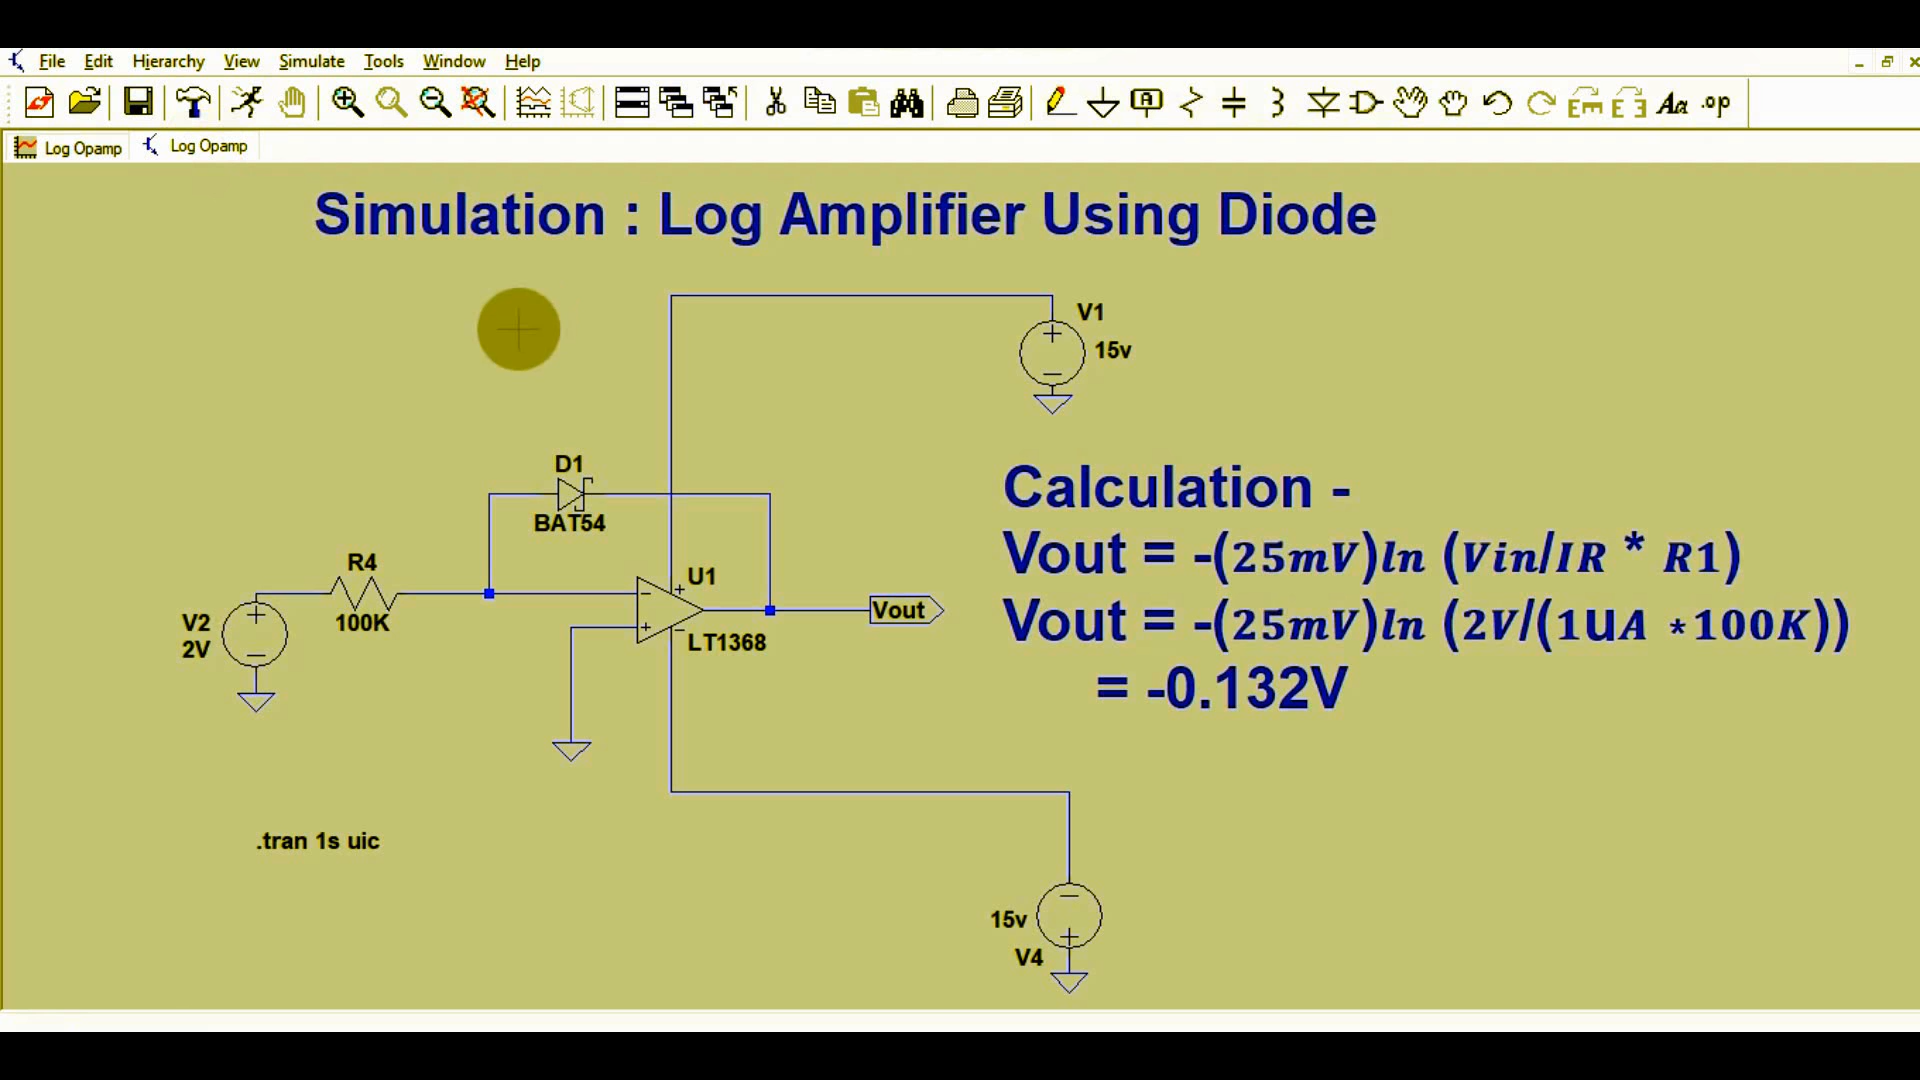 File Edit Hierarchy View Simulate Tools Window Help
A Aa .op
Log Opamp Log Opamp
Simulation : Log Amplifier Using Diode
V1
15v
D1
BAT54
Calculation -
Vout = -(25mV)ln (Vin/IR * R1)
R4
100K
U1
LT1368
V2
2V
Vout
Vout = -(25mV)ln (2V/(1uA *100K))
= -0.132V
.tran 1s uic
15v
V4